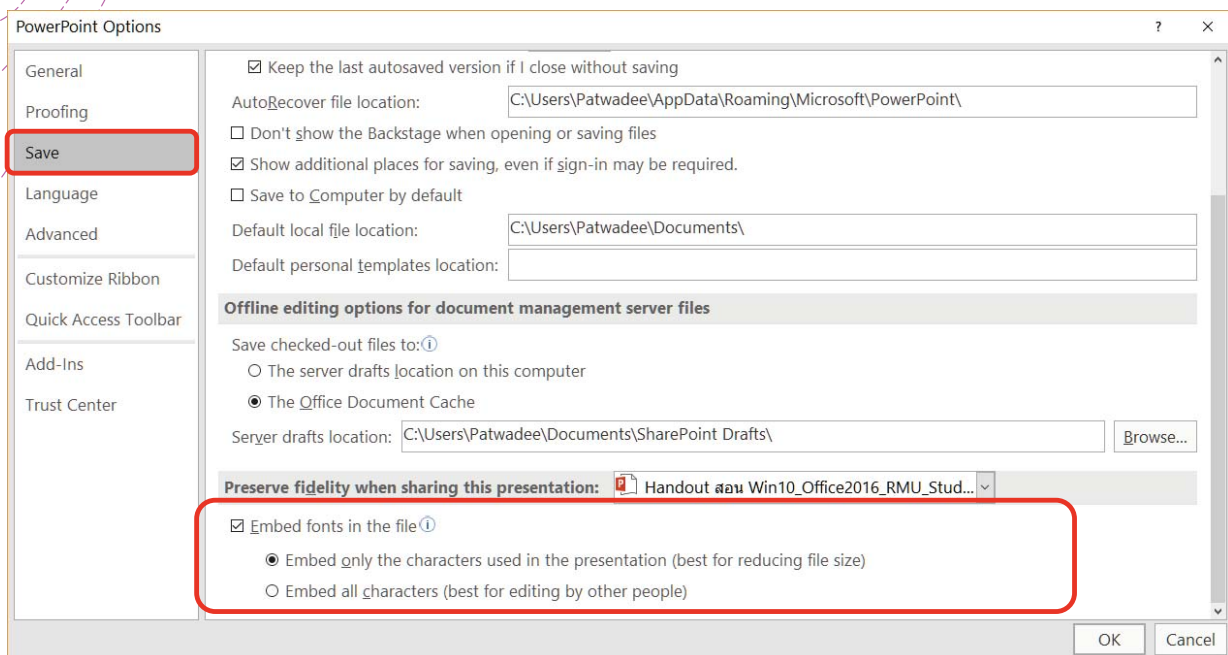 PowerPoint Options
General
Proofing
Save
Language
Advanced
Customize Ribbon
Quick Access Toolbar
Add-Ins
Trust Center
Keep the last autosaved version if I close without saving
AutoRecover file location: C:\Users\Patwadee\AppData\Roaming\Microsoft\PowerPoint\
Don't show the Backstage when opening or saving files
Show additional places for saving, even if sign-in may be required.
Save to Computer by default
Default local file location: C:\Users\Patwadee\Documents\
Default personal templates location:
Offline editing options for document management server files
Save checked-out files to:
The server drafts location on this computer
The Office Document Cache
Server drafts location: C:\Users\Patwadee\Documents\SharePoint Drafts\ Browse...
Preserve fidelity when sharing this presentation: Handout สอน Win10_Office2016_RMU_Stud...
Embed fonts in the file
Embed only the characters used in the presentation (best for reducing file size)
Embed all characters (best for editing by other people)
OK Cancel